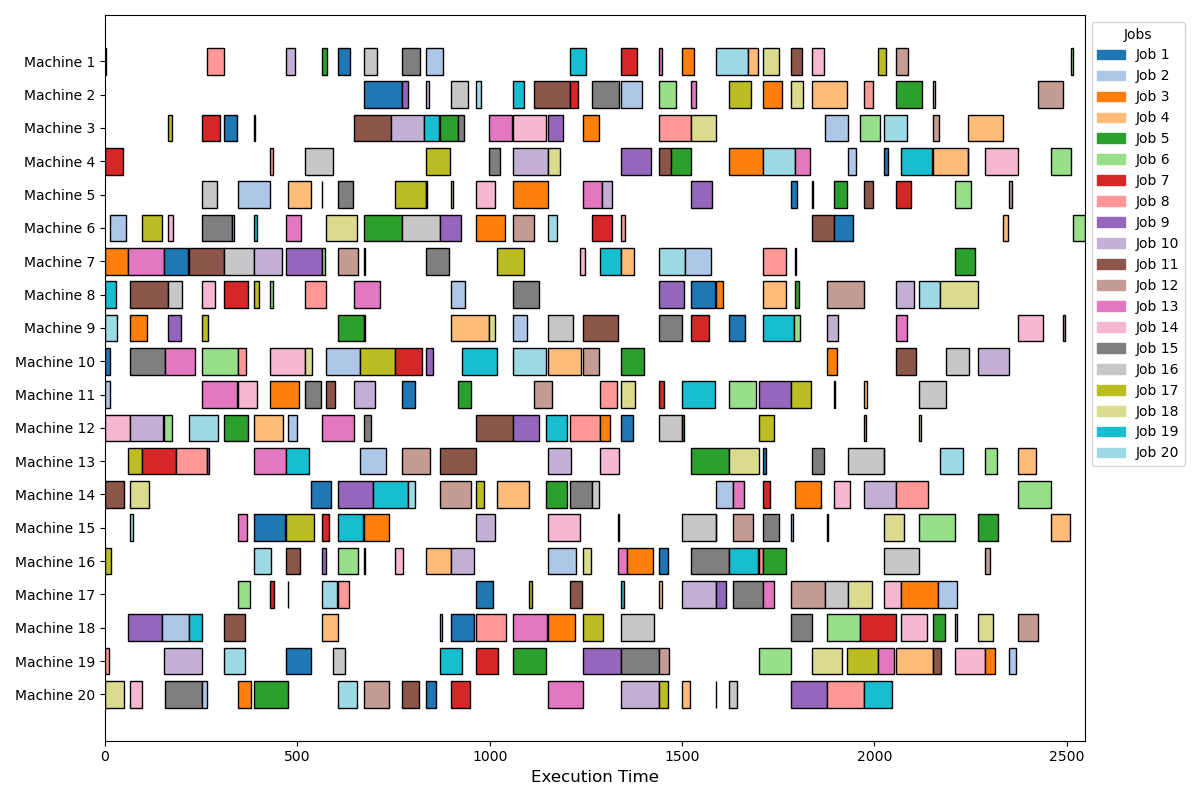 Machine 1
Machine 2
Machine 3
Machine 4
Machine 5
Machine 6
Machine 7
Machine 8
Machine 9
Machine 10
Machine 11
Machine 12
Machine 13
Machine 14
Machine 15
Machine 16
Machine 17
Machine 18
Machine 19
Machine 20
0 500 1000 1500 2000 2500
Execution Time
Jobs
Job 1
Job 2
Job 3
Job 4
Job 5
Job 6
Job 7
Job 8
Job 9
Job 10
Job 11
Job 12
Job 13
Job 14
Job 15
Job 16
Job 17
Job 18
Job 19
Job 20